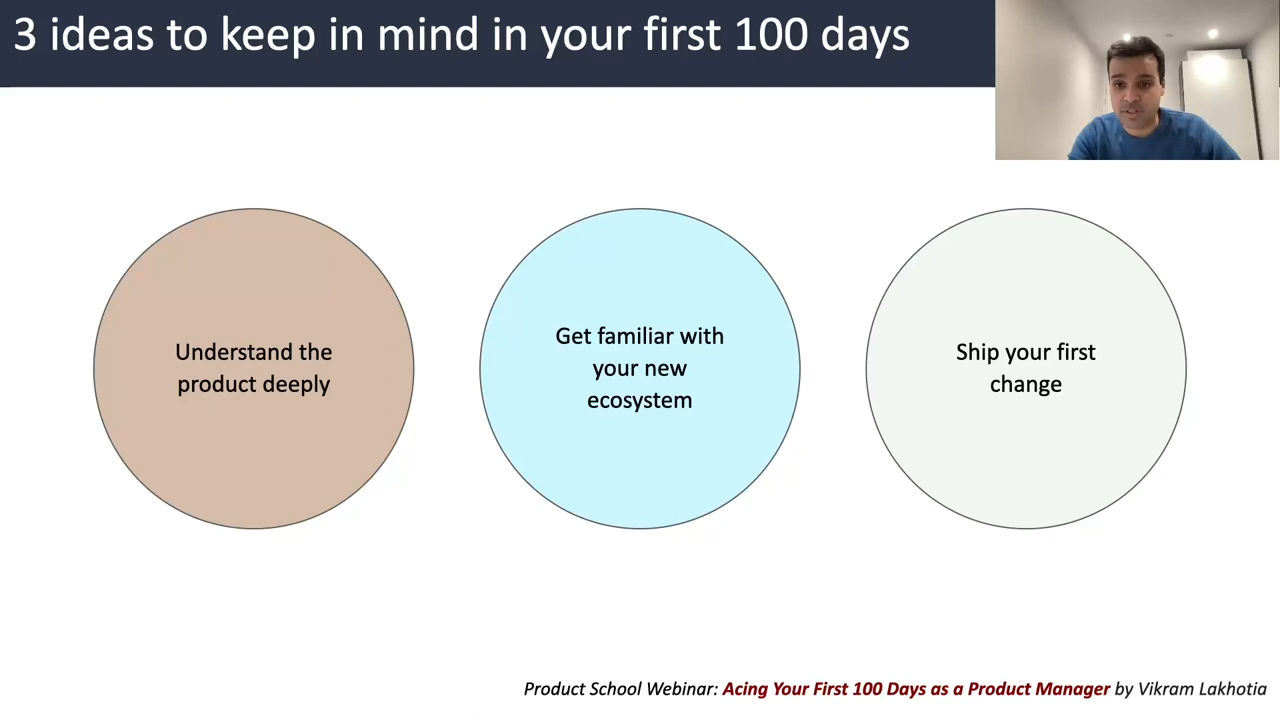 3 ideas to keep in mind in your first 100 days
Understand the
product deeply
Get familiar with
your new
ecosystem
Ship your first
change
Product School Webinar: Acing Your First 100 Days as a Product Manager by Vikram Lakhotia